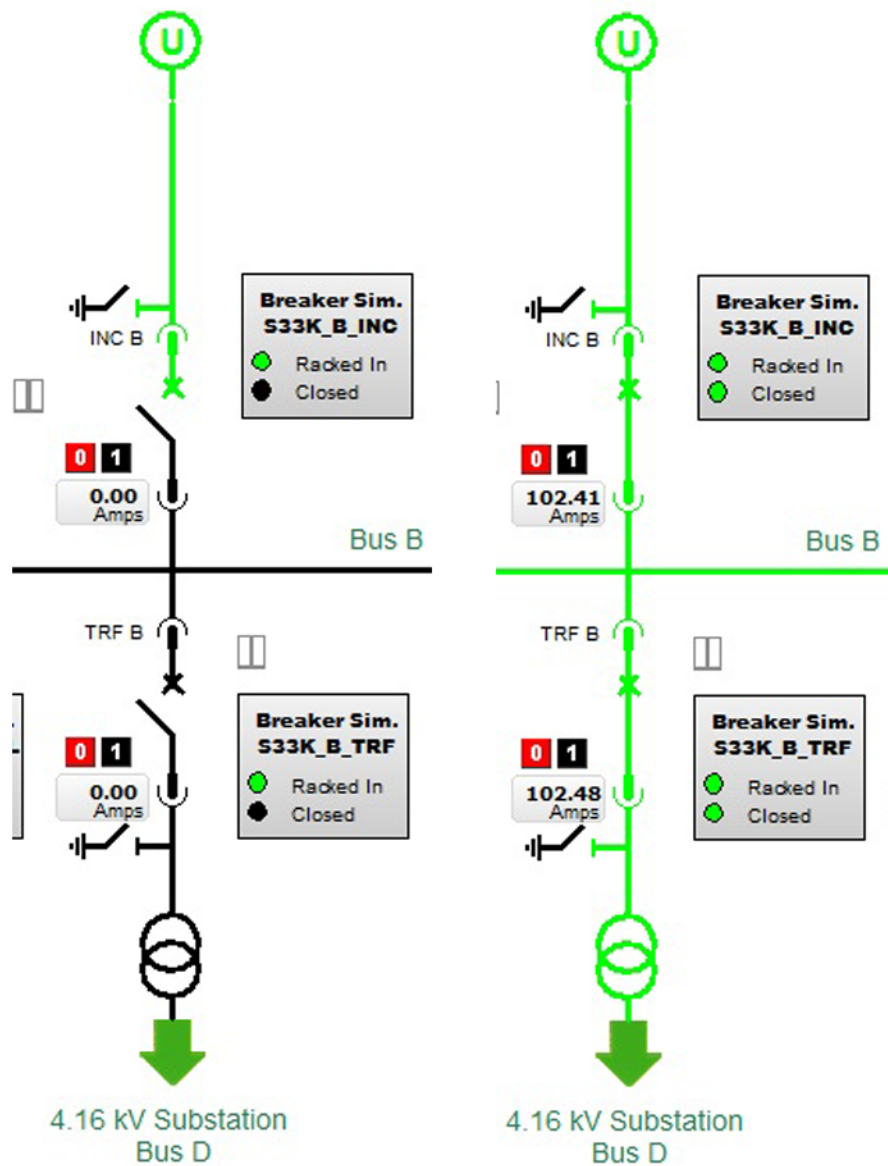 U
INC B
Breaker Sim.
S33K_B_INC
Racked In
Closed
0 1
0.00
Amps
Bus B
TRF B
Breaker Sim.
S33K_B_TRF
Racked In
Closed
0 1
0.00
Amps
4.16 kV Substation
Bus D
U
INC B
Breaker Sim.
S33K_B_INC
Racked In
Closed
0 1
102.41
Amps
Bus B
TRF B
Breaker Sim.
S33K_B_TRF
Racked In
Closed
0 1
102.48
Amps
4.16 kV Substation
Bus D